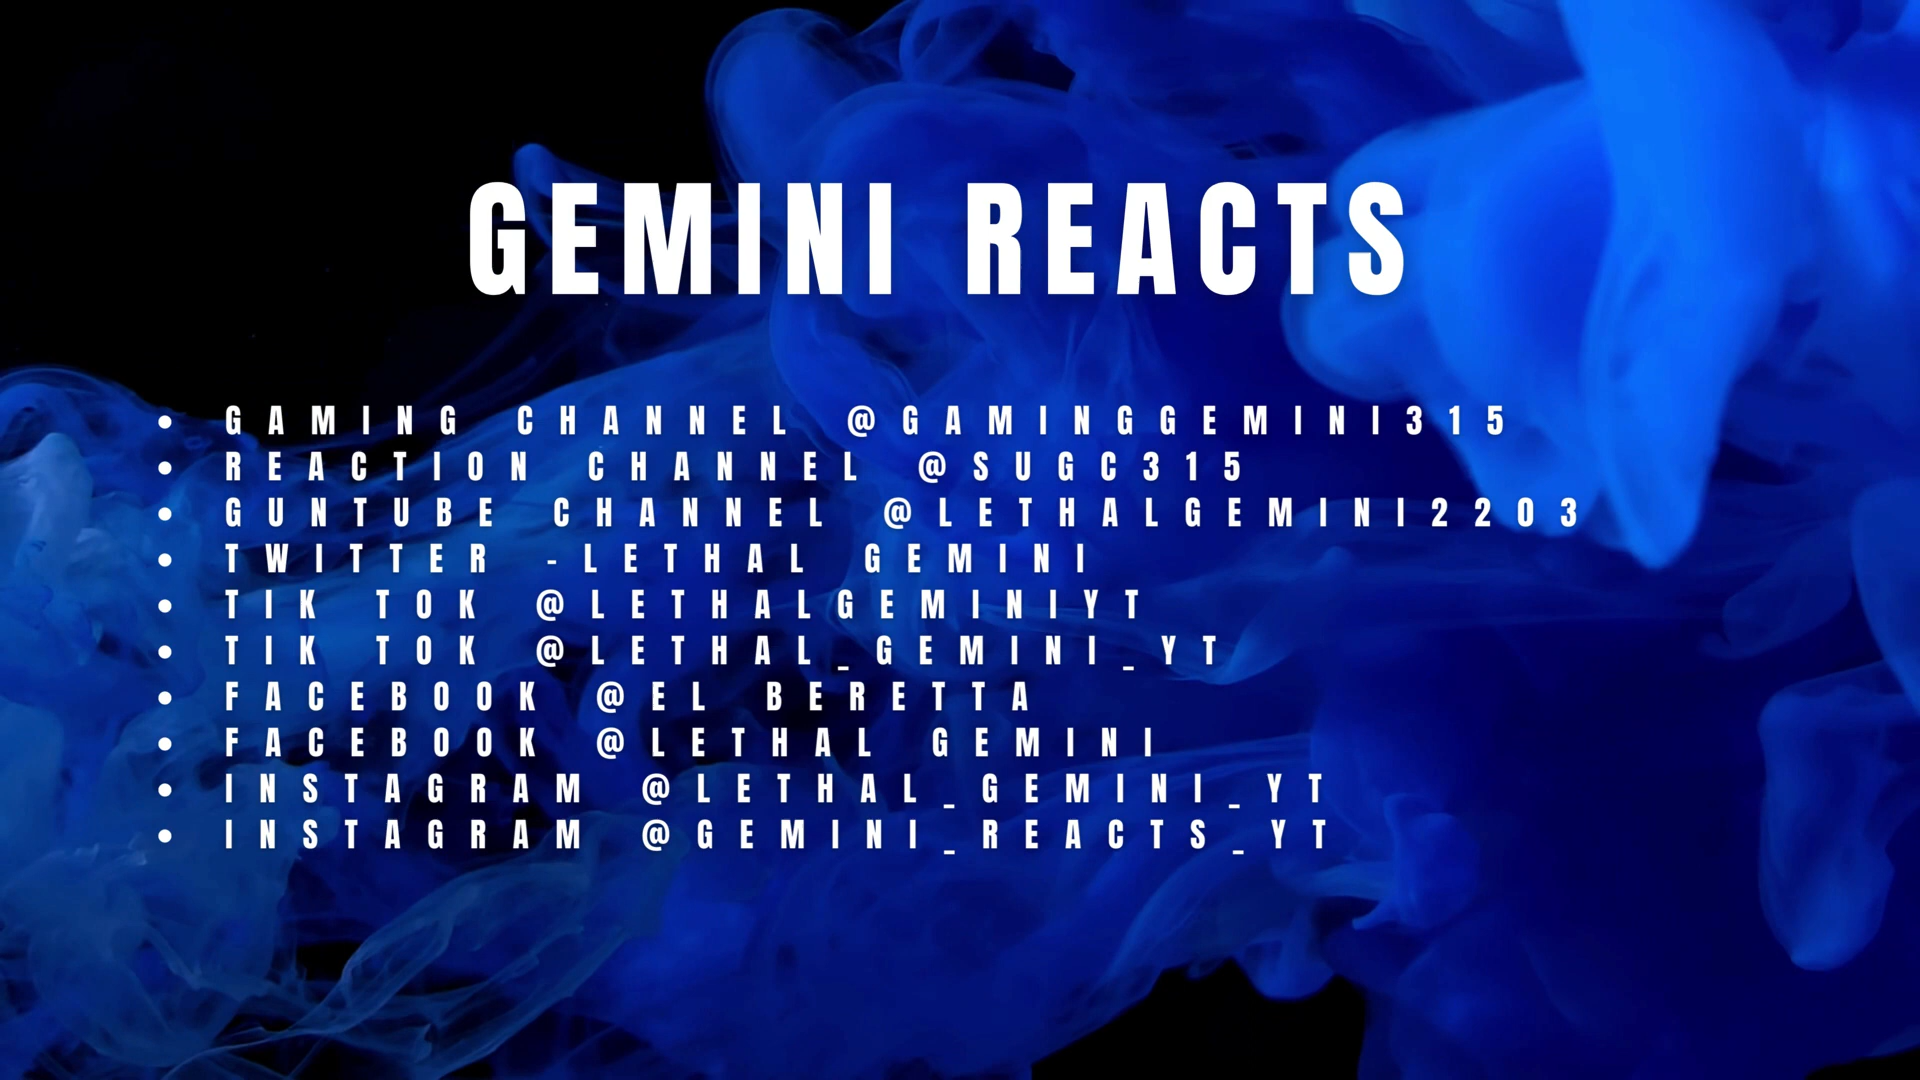 GEMINI REACTS
• GAMING CHANNEL @GAMINGGEMINI315
• REACTION CHANNEL @SUGC315
• GUNTUBE CHANNEL @LETHALGEMINI2203
• TWITTER -LETHAL GEMINI
• TIK TOK @LETHALGEMINIYT
• TIK TOK @LETHAL_GEMINI_YT
• FACEBOOK @EL BERETTA
• FACEBOOK @LETHAL GEMINI
• INSTAGRAM @LETHAL_GEMINI_YT
• INSTAGRAM @GEMINI_REACTS_YT